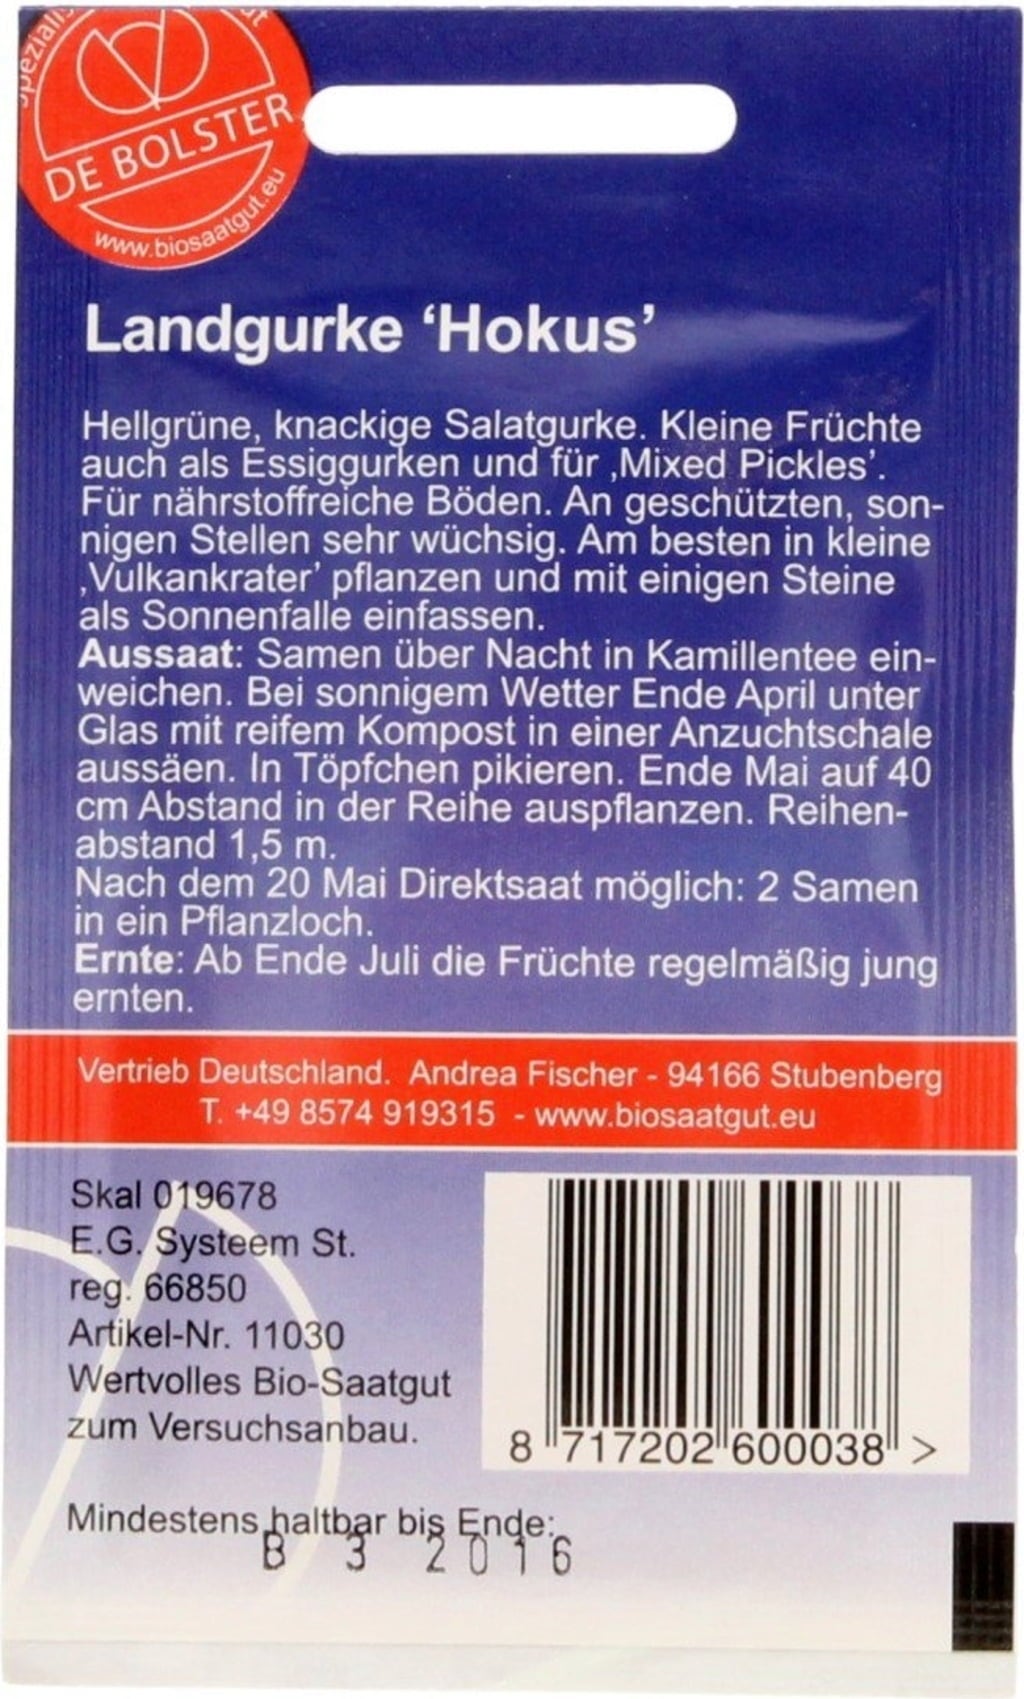 DE BOLSTER
www.biosaatgut.eu
Landgurke ‘Hokus’
Hellgrüne, knackige Salatgurke. Kleine Früchte
auch als Essiggurken und für ‚Mixed Pickles’.
Für nährstoffreiche Böden. An geschützten, son-
nigen Stellen sehr wüchsig. Am besten in kleine
‚Vulkankrater’ pflanzen und mit einigen Steine
als Sonnenfalle einfassen.
Aussaat: Samen über Nacht in Kamillentee ein-
weichen. Bei sonnigem Wetter Ende April unter
Glas mit reifem Kompost in einer Anzuchtschale
aussäen. In Töpfchen pikieren. Ende Mai auf 40
cm Abstand in der Reihe auspflanzen. Reihen-
abstand 1,5 m.
Nach dem 20 Mai Direktsaat möglich: 2 Samen
in ein Pflanzloch.
Ernte: Ab Ende Juli die Früchte regelmäßig jung
ernten.
Vertrieb Deutschland. Andrea Fischer - 94166 Stubenberg
T. +49 8574 919315 - www.biosaatgut.eu
Skal 019678
E.G. Systeem St.
reg. 66850
Artikel-Nr. 11030
Wertvolles Bio-Saatgut
zum Versuchsanbau.
8 717202 600038 >
Mindestens haltbar bis Ende:
B 3 2016